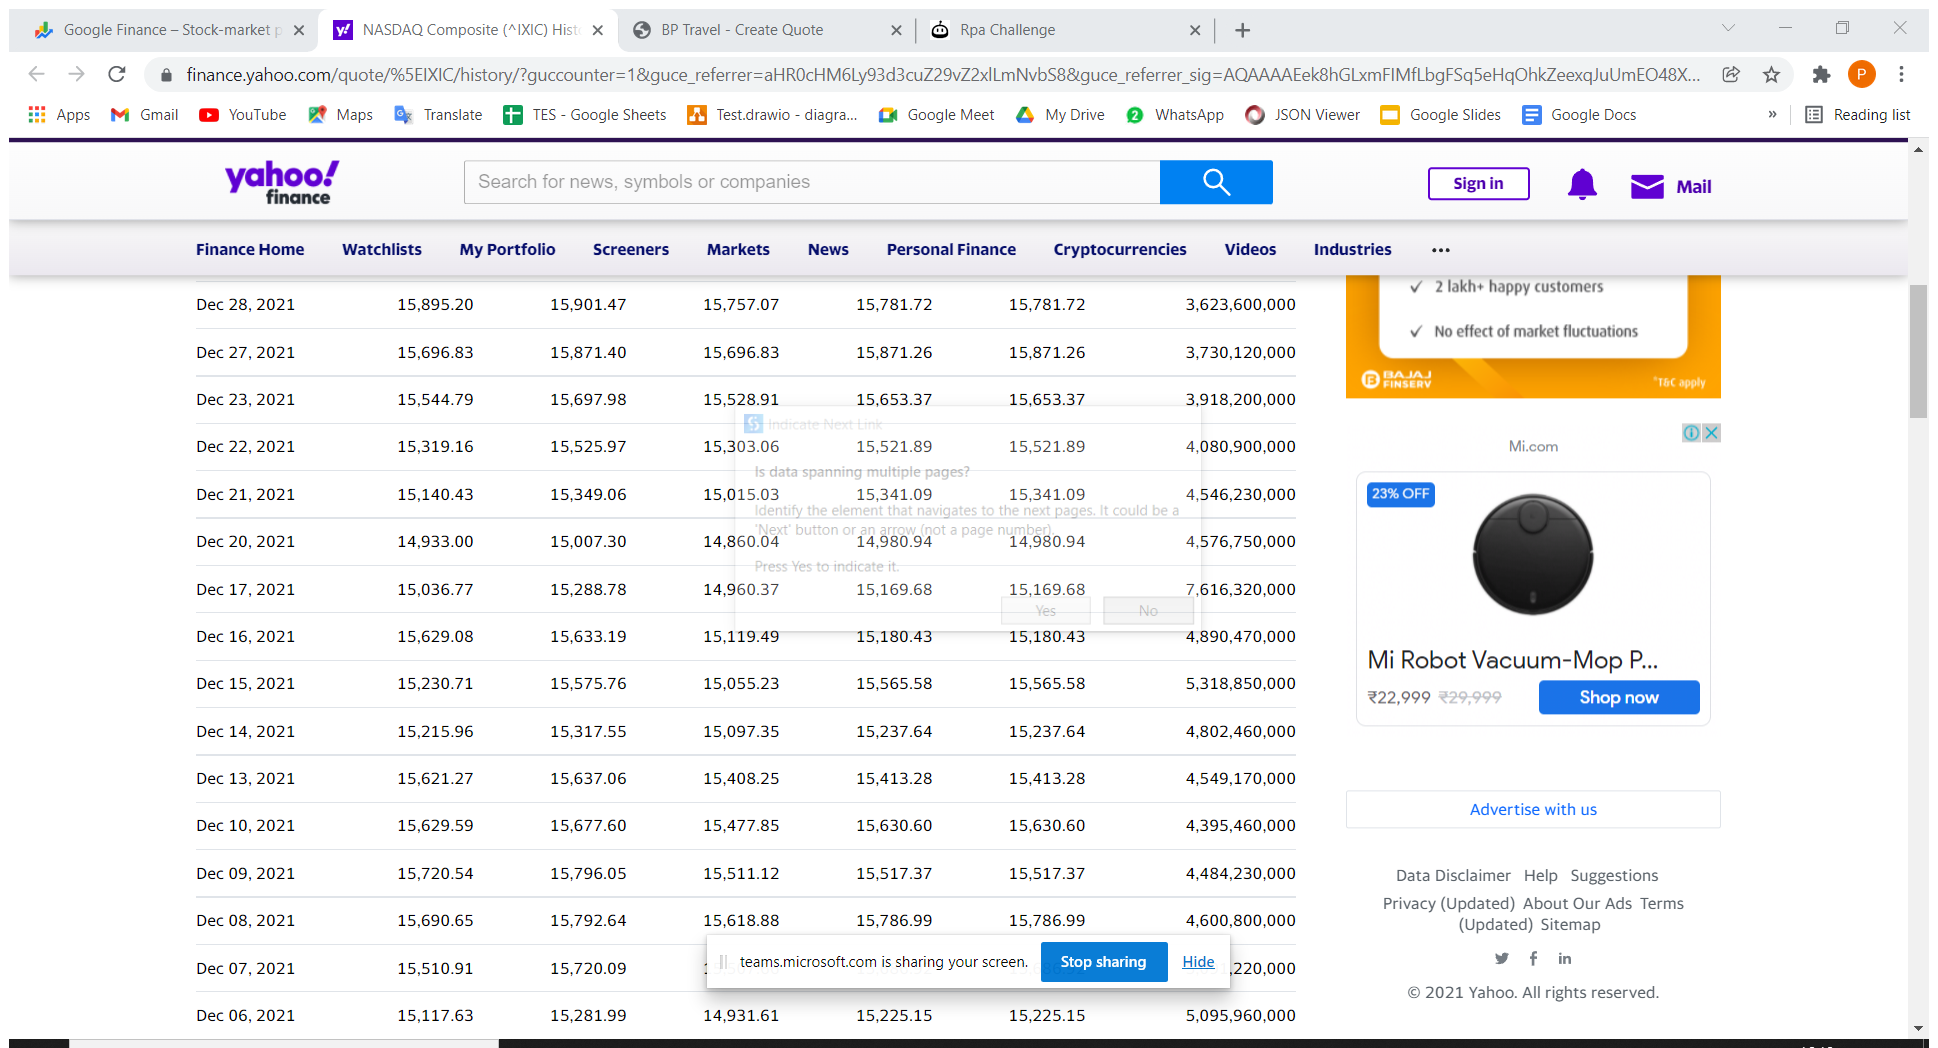 Google Finance – Stock-market p
NASDAQ Composite (^IXIC) Histo
BP Travel - Create Quote
Rpa Challenge
finance.yahoo.com/quote/%5EIXIC/history/?guccounter=1&guce_referrer=aHR0cHM6Ly93d3cuZ29vZ2xlLmNvbS8&guce_referrer_sig=AQAAAAEek8hGLxmFIMfLbgFSq5eHqOhkZeexqJuUmEO48X...
P
Apps Gmail YouTube Maps Translate TES - Google Sheets Test.drawio - diagra... Google Meet My Drive 2 WhatsApp JSON Viewer Google Slides Google Docs » Reading list
yahoo!
finance
Search for news, symbols or companies
Sign in
Mail
Finance Home Watchlists My Portfolio Screeners Markets News Personal Finance Cryptocurrencies Videos Industries •••
Dec 28, 2021 15,895.20 15,901.47 15,757.07 15,781.72 15,781.72 3,623,600,000
Dec 27, 2021 15,696.83 15,871.40 15,696.83 15,871.26 15,871.26 3,730,120,000
Dec 23, 2021 15,544.79 15,697.98 15,528.91 15,653.37 15,653.37 3,918,200,000
Dec 22, 2021 15,319.16 15,525.97 15,303.06 15,521.89 15,521.89 4,080,900,000
Dec 21, 2021 15,140.43 15,349.06 15,015.03 15,341.09 15,341.09 4,546,230,000
Dec 20, 2021 14,933.00 15,007.30 14,860.04 14,980.94 14,980.94 4,576,750,000
Dec 17, 2021 15,036.77 15,288.78 14,960.37 15,169.68 15,169.68 7,616,320,000
Dec 16, 2021 15,629.08 15,633.19 15,119.49 15,180.43 15,180.43 4,890,470,000
Dec 15, 2021 15,230.71 15,575.76 15,055.23 15,565.58 15,565.58 5,318,850,000
Dec 14, 2021 15,215.96 15,317.55 15,097.35 15,237.64 15,237.64 4,802,460,000
Dec 13, 2021 15,621.27 15,637.06 15,408.25 15,413.28 15,413.28 4,549,170,000
Dec 10, 2021 15,629.59 15,677.60 15,477.85 15,630.60 15,630.60 4,395,460,000
Dec 09, 2021 15,720.54 15,796.05 15,511.12 15,517.37 15,517.37 4,484,230,000
Dec 08, 2021 15,690.65 15,792.64 15,618.88 15,786.99 15,786.99 4,600,800,000
Dec 07, 2021 15,510.91 15,720.09 ,220,000
Dec 06, 2021 15,117.63 15,281.99 14,931.61 15,225.15 15,225.15 5,095,960,000
Indicate Next Link
Is data spanning multiple pages?
Identify the element that navigates to the next pages. It could be a
'Next' button or an arrow (not a page number).
Press Yes to indicate it.
Yes No
teams.microsoft.com is sharing your screen. Stop sharing Hide
2 lakh+ happy customers
No effect of market fluctuations
BAJAJ
FINSERV
*T&C apply
Mi.com
23% OFF
Mi Robot Vacuum-Mop P...
₹22,999 ₹29,999 Shop now
Advertise with us
Data Disclaimer Help Suggestions
Privacy (Updated) About Our Ads Terms
(Updated) Sitemap
© 2021 Yahoo. All rights reserved.